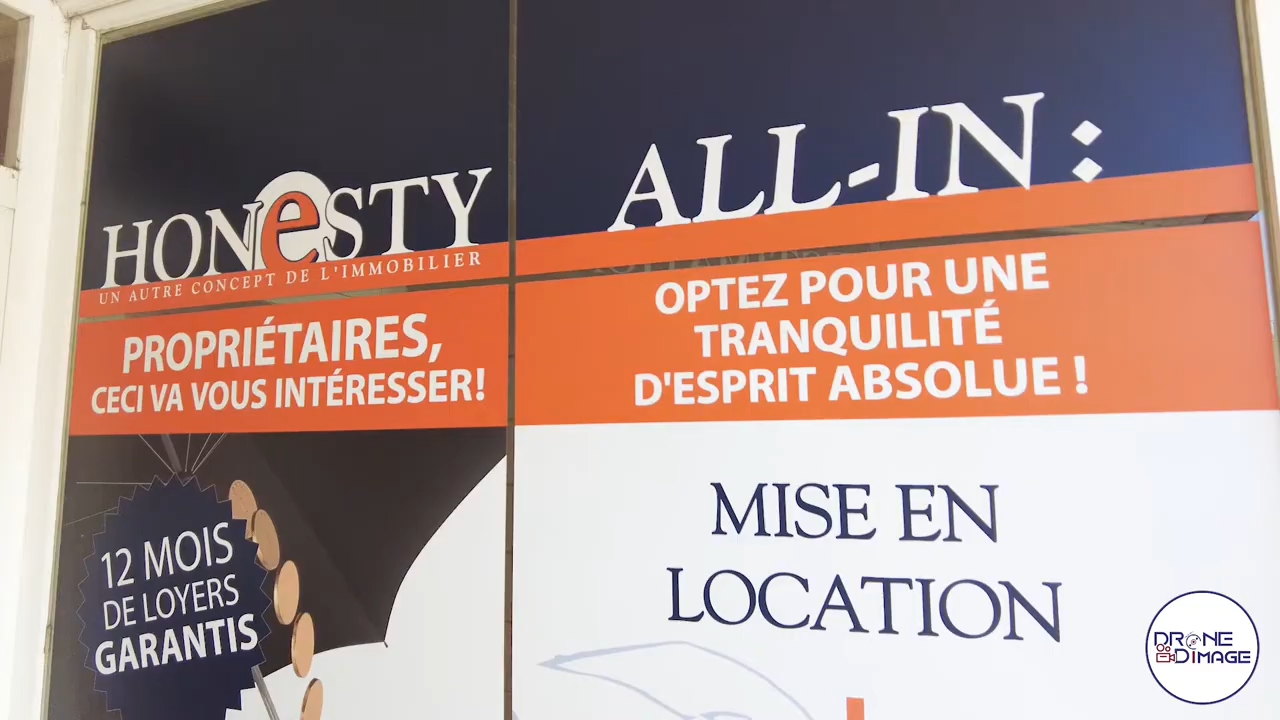 HONeSTY
UN AUTRE CONCEPT DE L'IMMOBILIER
PROPRIÉTAIRES,
CECI VA VOUS INTÉRESSER!
12 MOIS
DE LOYERS
GARANTIS
ALL-IN :
OPTEZ POUR UNE
TRANQUILITÉ
D'ESPRIT ABSOLUE !
MISE EN
LOCATION
DRONE
DIMAGE